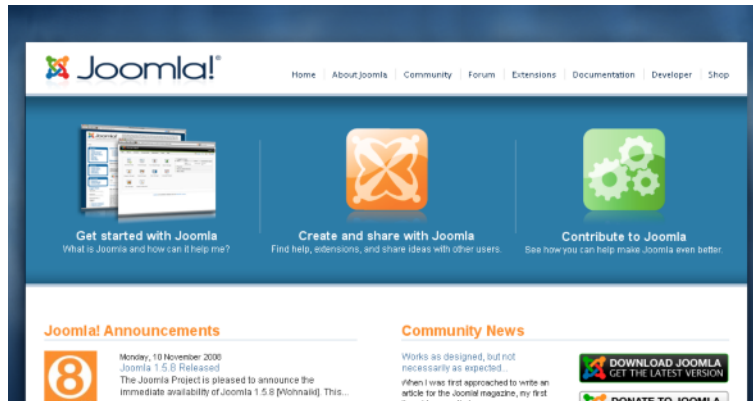 Joomla!®
Home About Joomla Community Forum Extensions Documentation Developer Shop
Get started with Joomla
What is Joomla and how can it help me?
Create and share with Joomla
Find help, extensions, and share ideas with other users.
Contribute to Joomla
See how you can help make Joomla even better.
Joomla! Announcements
8
Monday, 10 November 2008
Joomla 1.5.8 Released
The Joomla Project is pleased to announce the
immediate availability of Joomla 1.5.8 [Wohnaiki]. This...
Community News
Works as designed, but not
necessarily as expected...
When I was first approached to write an
article for the Joomla! magazine, my first
DOWNLOAD JOOMLA
GET THE LATEST VERSION
DONATE TO JOOMLA